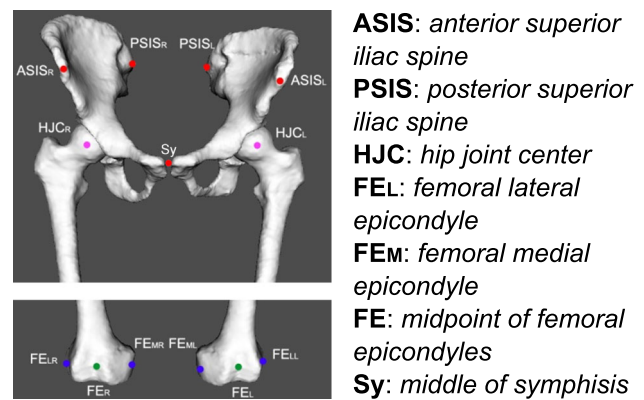 PSISR PSISL
ASISR ASISL
HJCR Sy HJCL
FELR FEMR FEML FELL
FER FEL
ASIS: anterior superior
iliac spine
PSIS: posterior superior
iliac spine
HJC: hip joint center
FEL: femoral lateral
epicondyle
FEM: femoral medial
epicondyle
FE: midpoint of femoral
epicondyles
Sy: middle of symphisis